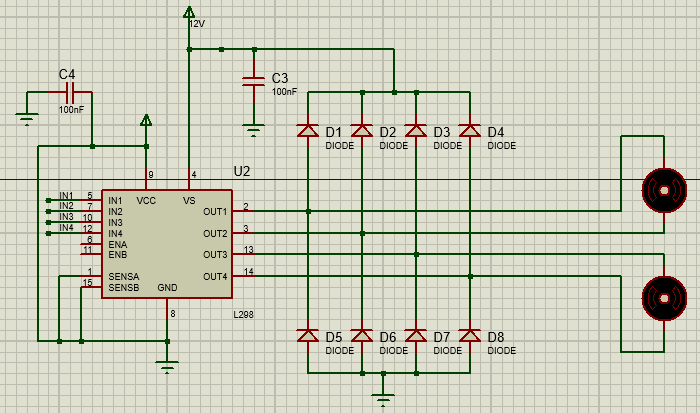 12V
C4
100nF
C3
100nF
D1 D2 D3 D4
DIODE DIODE DIODE DIODE
U2
9 4
VCC VS
IN1 5 IN1
IN2 7 IN2
IN3 10 IN3
IN4 12 IN4
6 ENA
11 ENB
1 SENSA
15 SENSB
OUT1 2
OUT2 3
OUT3 13
OUT4 14
GND
8
L298
D5 D6 D7 D8
DIODE DIODE DIODE DIODE